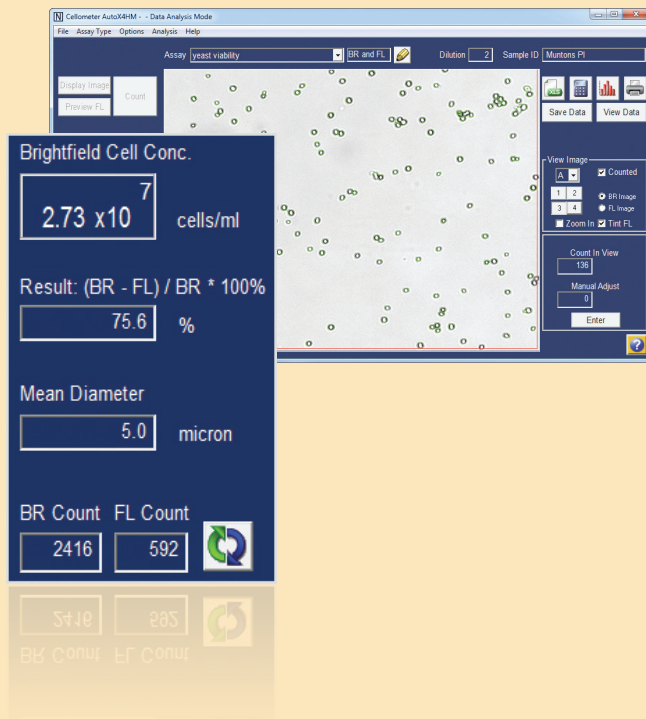 Cellometer AutoX4HM - - Data Analysis Mode
File Assay Type Options Analysis Help
Assay yeast viability BR and FL Dilution 2 Sample ID Muntons PI
Display Image
Preview FL
Count
Save Data View Data
View Image
A Counted
1 2 BR Image
3 4 FL Image
Zoom In Tint FL
Count In View
136
Manual Adjust
0
Enter
?
Brightfield Cell Conc.
7
2.73 x10 cells/ml
Result: (BR - FL) / BR * 100%
75.6 %
Mean Diameter
5.0 micron
BR Count FL Count
2416 592